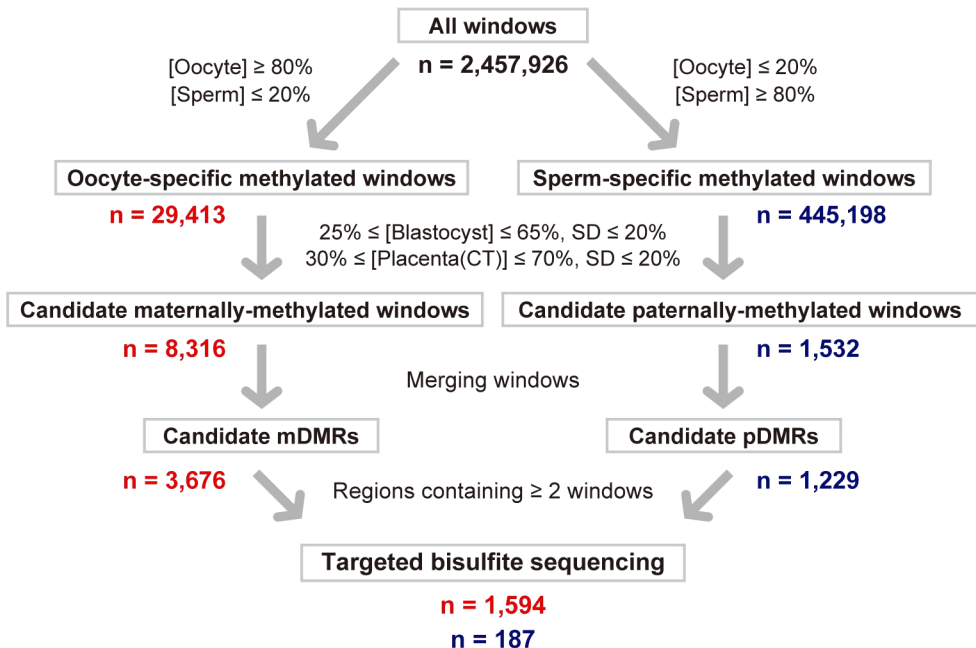 All windows
n = 2,457,926
[Oocyte] ≥ 80%
[Sperm] ≤ 20%
[Oocyte] ≤ 20%
[Sperm] ≥ 80%
Oocyte-specific methylated windows
n = 29,413
Sperm-specific methylated windows
n = 445,198
25% ≤ [Blastocyst] ≤ 65%, SD ≤ 20%
30% ≤ [Placenta(CT)] ≤ 70%, SD ≤ 20%
Candidate maternally-methylated windows
n = 8,316
Candidate paternally-methylated windows
n = 1,532
Merging windows
Candidate mDMRs
n = 3,676
Candidate pDMRs
n = 1,229
Regions containing ≥ 2 windows
Targeted bisulfite sequencing
n = 1,594
n = 187